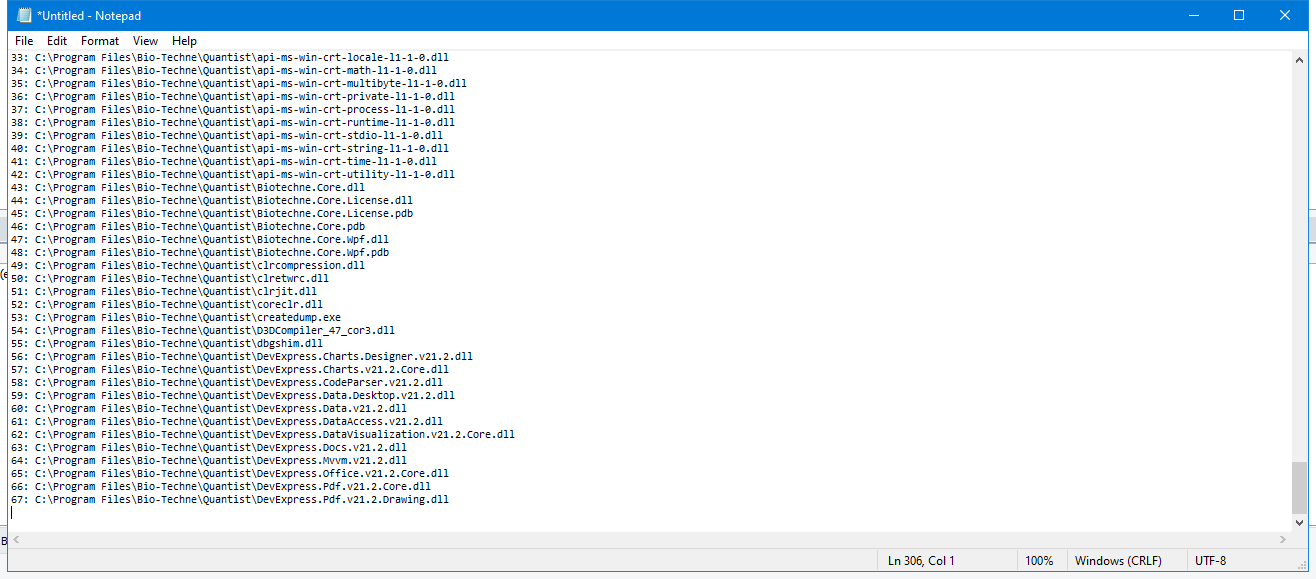 *Untitled - Notepad
File Edit Format View Help
33: C:\Program Files\Bio-Techne\Quantist\api-ms-win-crt-locale-l1-1-0.dll
34: C:\Program Files\Bio-Techne\Quantist\api-ms-win-crt-math-l1-1-0.dll
35: C:\Program Files\Bio-Techne\Quantist\api-ms-win-crt-multibyte-l1-1-0.dll
36: C:\Program Files\Bio-Techne\Quantist\api-ms-win-crt-private-l1-1-0.dll
37: C:\Program Files\Bio-Techne\Quantist\api-ms-win-crt-process-l1-1-0.dll
38: C:\Program Files\Bio-Techne\Quantist\api-ms-win-crt-runtime-l1-1-0.dll
39: C:\Program Files\Bio-Techne\Quantist\api-ms-win-crt-stdio-l1-1-0.dll
40: C:\Program Files\Bio-Techne\Quantist\api-ms-win-crt-string-l1-1-0.dll
41: C:\Program Files\Bio-Techne\Quantist\api-ms-win-crt-time-l1-1-0.dll
42: C:\Program Files\Bio-Techne\Quantist\api-ms-win-crt-utility-l1-1-0.dll
43: C:\Program Files\Bio-Techne\Quantist\Biotechne.Core.dll
44: C:\Program Files\Bio-Techne\Quantist\Biotechne.Core.License.dll
45: C:\Program Files\Bio-Techne\Quantist\Biotechne.Core.License.pdb
46: C:\Program Files\Bio-Techne\Quantist\Biotechne.Core.pdb
47: C:\Program Files\Bio-Techne\Quantist\Biotechne.Core.Wpf.dll
48: C:\Program Files\Bio-Techne\Quantist\Biotechne.Core.Wpf.pdb
49: C:\Program Files\Bio-Techne\Quantist\clrcompression.dll
50: C:\Program Files\Bio-Techne\Quantist\clretwrc.dll
51: C:\Program Files\Bio-Techne\Quantist\clrjit.dll
52: C:\Program Files\Bio-Techne\Quantist\coreclr.dll
53: C:\Program Files\Bio-Techne\Quantist\createdump.exe
54: C:\Program Files\Bio-Techne\Quantist\D3DCompiler_47_cor3.dll
55: C:\Program Files\Bio-Techne\Quantist\dbgshim.dll
56: C:\Program Files\Bio-Techne\Quantist\DevExpress.Charts.Designer.v21.2.dll
57: C:\Program Files\Bio-Techne\Quantist\DevExpress.Charts.v21.2.Core.dll
58: C:\Program Files\Bio-Techne\Quantist\DevExpress.CodeParser.v21.2.dll
59: C:\Program Files\Bio-Techne\Quantist\DevExpress.Data.Desktop.v21.2.dll
60: C:\Program Files\Bio-Techne\Quantist\DevExpress.Data.v21.2.dll
61: C:\Program Files\Bio-Techne\Quantist\DevExpress.DataAccess.v21.2.dll
62: C:\Program Files\Bio-Techne\Quantist\DevExpress.DataVisualization.v21.2.Core.dll
63: C:\Program Files\Bio-Techne\Quantist\DevExpress.Docs.v21.2.dll
64: C:\Program Files\Bio-Techne\Quantist\DevExpress.Mvvm.v21.2.dll
65: C:\Program Files\Bio-Techne\Quantist\DevExpress.Office.v21.2.Core.dll
66: C:\Program Files\Bio-Techne\Quantist\DevExpress.Pdf.v21.2.Core.dll
67: C:\Program Files\Bio-Techne\Quantist\DevExpress.Pdf.v21.2.Drawing.dll
Ln 306, Col 1 100% Windows (CRLF) UTF-8